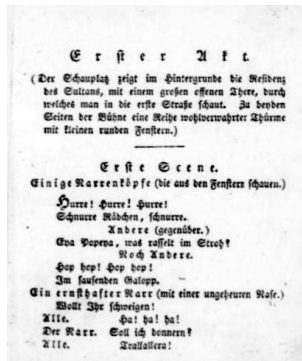 Erster Akt.
(Der Schauplatz zeigt im Hintergrunde die Residenz
des Sultans, mit einem großen offenen Thore, durch
welches man in die erste Straße schaut. Zu beyden
Seiten der Bühne eine Reihe wohlverwahrter Thürme
mit kleinen runden Fenstern.)
Erste Scene.
Einige Narrenköpfe (die aus den Fenstern schauen.)
Hurre! Hurre! Hurre!
Schnurre Rädchen, schnurre.
Andere (gegenüber.)
Eya Popeya, was rasselt im Stroh?
Noch Andere.
Hop hop! Hop hop!
Im sausenden Galopp.
Ein ernsthafter Narr (mit einer ungeheuren Nase.)
Wollt Ihr schweigen!
Alle. Ha! ha! ha!
Der Narr. Soll ich donnern?
Alle. Trallallera!